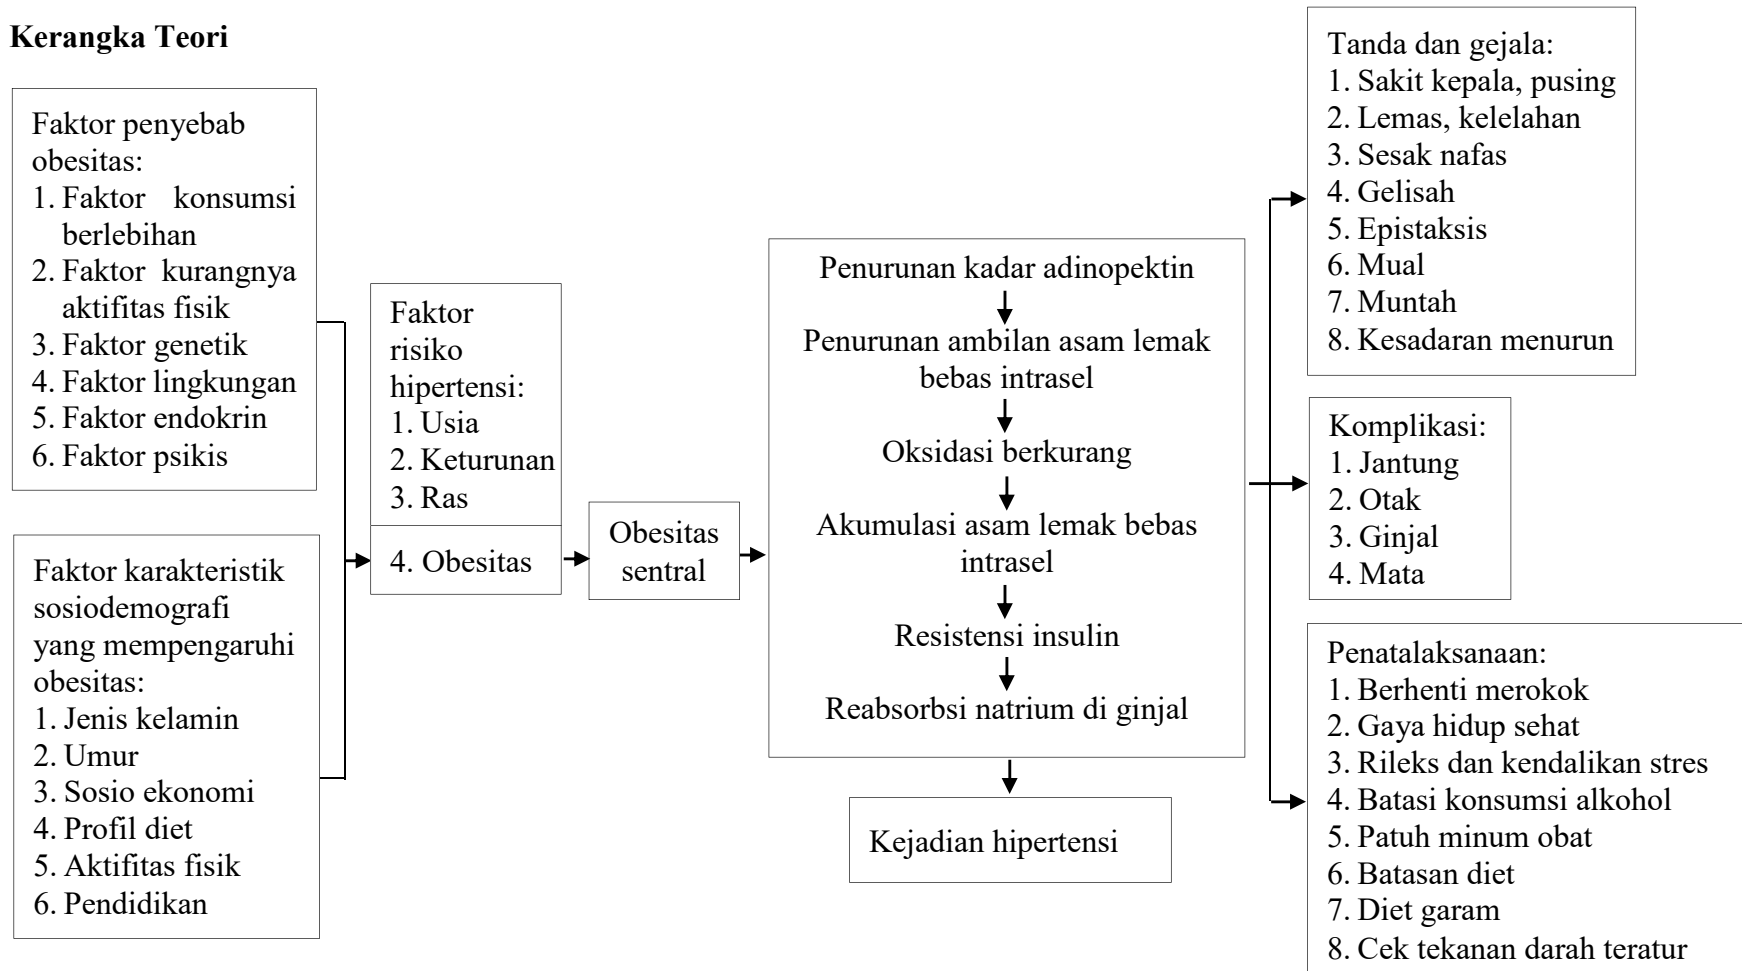 Kerangka Teori
Faktor penyebab
obesitas:
1. Faktor konsumsi
berlebihan
2. Faktor kurangnya
aktifitas fisik
3. Faktor genetik
4. Faktor lingkungan
5. Faktor endokrin
6. Faktor psikis
Faktor karakteristik
sosiodemografi
yang mempengaruhi
obesitas:
1. Jenis kelamin
2. Umur
3. Sosio ekonomi
4. Profil diet
5. Aktifitas fisik
6. Pendidikan
Faktor
risiko
hipertensi:
1. Usia
2. Keturunan
3. Ras
4. Obesitas
Obesitas
sentral
Penurunan kadar adinopektin
Penurunan ambilan asam lemak
bebas intrasel
Oksidasi berkurang
Akumulasi asam lemak bebas
intrasel
Resistensi insulin
Reabsorbsi natrium di ginjal
Kejadian hipertensi
Tanda dan gejala:
1. Sakit kepala, pusing
2. Lemas, kelelahan
3. Sesak nafas
4. Gelisah
5. Epistaksis
6. Mual
7. Muntah
8. Kesadaran menurun
Komplikasi:
1. Jantung
2. Otak
3. Ginjal
4. Mata
Penatalaksanaan:
1. Berhenti merokok
2. Gaya hidup sehat
3. Rileks dan kendalikan stres
4. Batasi konsumsi alkohol
5. Patuh minum obat
6. Batasan diet
7. Diet garam
8. Cek tekanan darah teratur